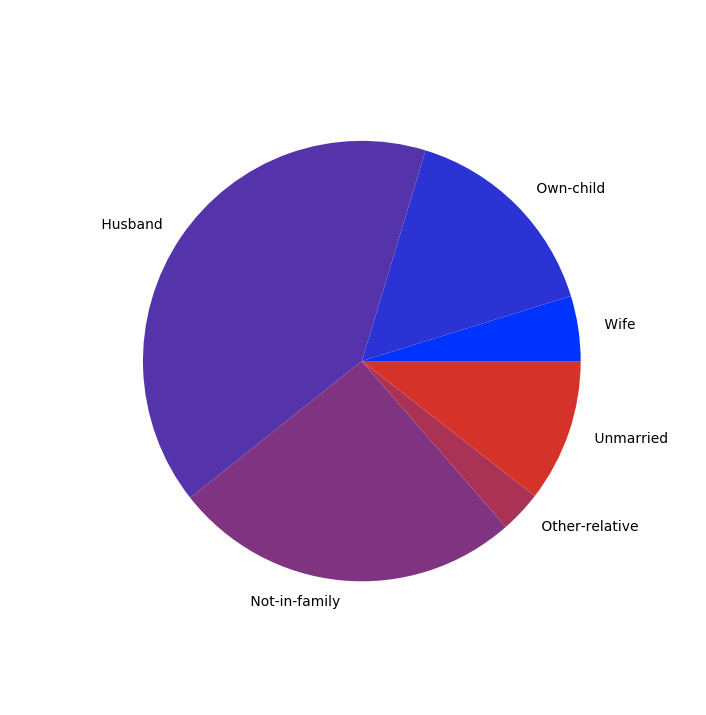 Own-child
Husband
Wife
Unmarried
Other-relative
Not-in-family